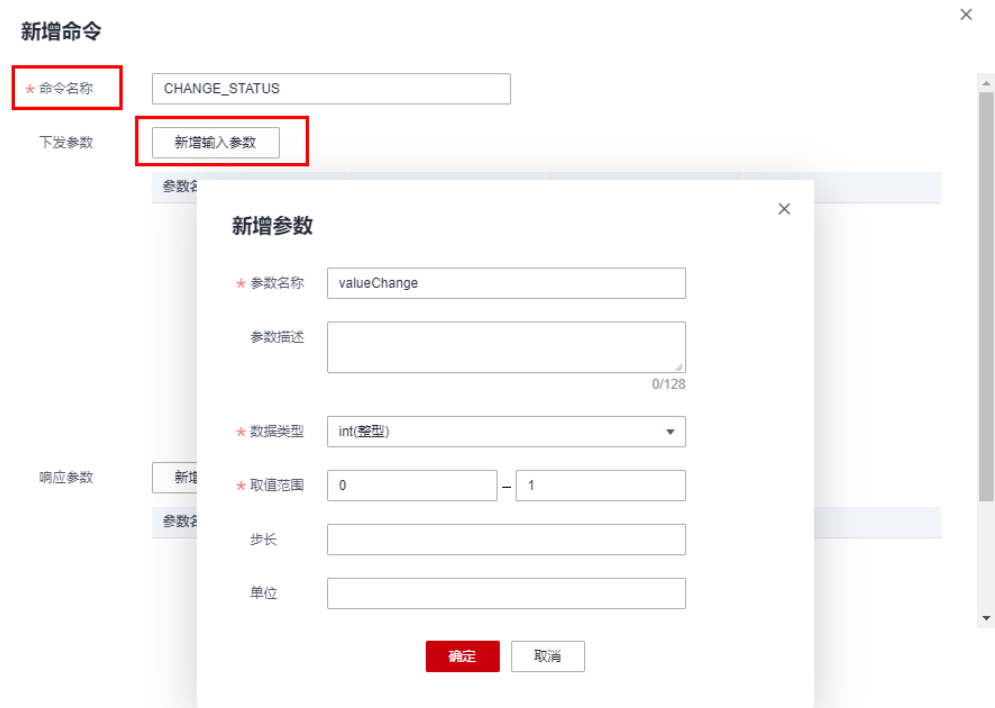 新增命令
* 命令名称 CHANGE_STATUS
下发参数 新增输入参数
参数
新增参数
* 参数名称 valueChange
参数描述
0/128
* 数据类型 int(整型)
* 取值范围 0 – 1
响应参数 新增
参数
步长
单位
确定 取消